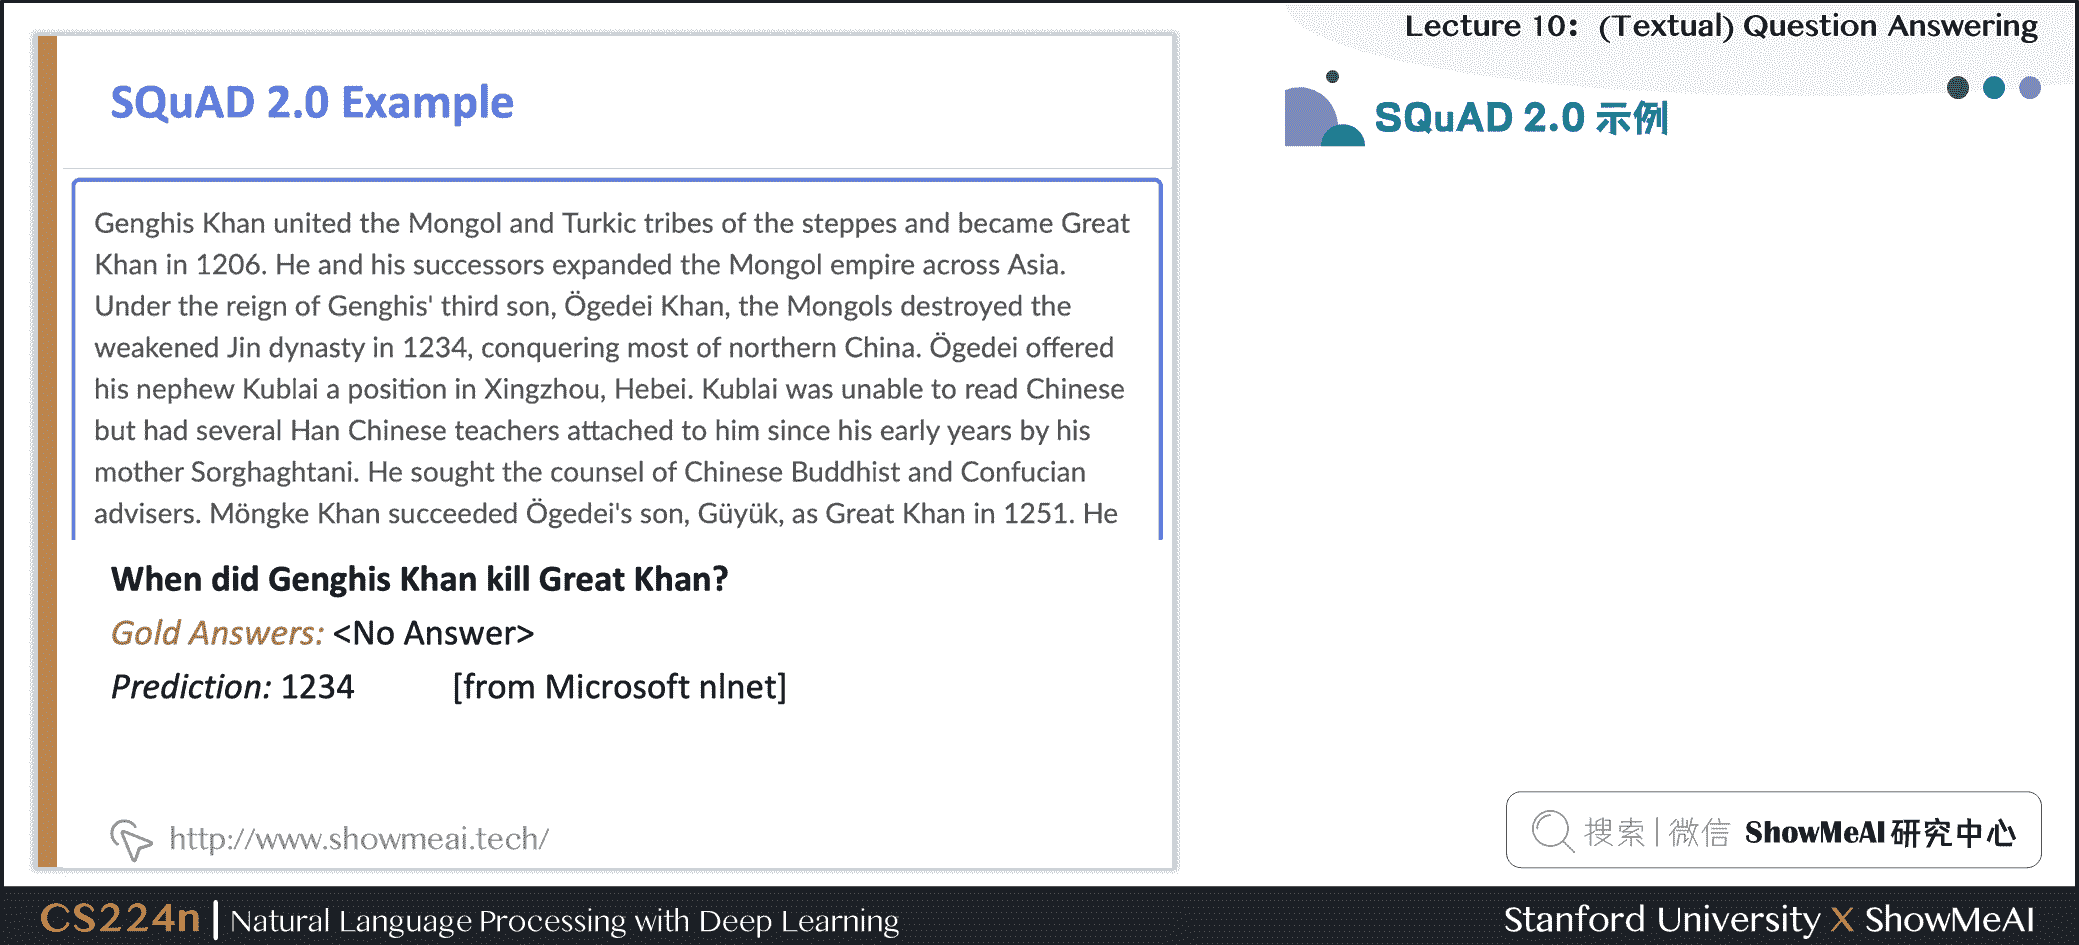 Lecture 10: (Textual) Question Answering
SQuAD 2.0 Example
SQuAD 2.0 示例
Genghis Khan united the Mongol and Turkic tribes of the steppes and became Great
Khan in 1206. He and his successors expanded the Mongol empire across Asia.
Under the reign of Genghis' third son, Ögedei Khan, the Mongols destroyed the
weakened Jin dynasty in 1234, conquering most of northern China. Ögedei offered
his nephew Kublai a position in Xingzhou, Hebei. Kublai was unable to read Chinese
but had several Han Chinese teachers attached to him since his early years by his
mother Sorghaghtani. He sought the counsel of Chinese Buddhist and Confucian
advisers. Möngke Khan succeeded Ögedei's son, Güyük, as Great Khan in 1251. He
When did Genghis Khan kill Great Khan?
Gold Answers: <No Answer>
Prediction: 1234 [from Microsoft nlnet]
http://www.showmeai.tech/
搜索 | 微信 ShowMeAI 研究中心
CS224n | Natural Language Processing with Deep Learning
Stanford University X ShowMeAI